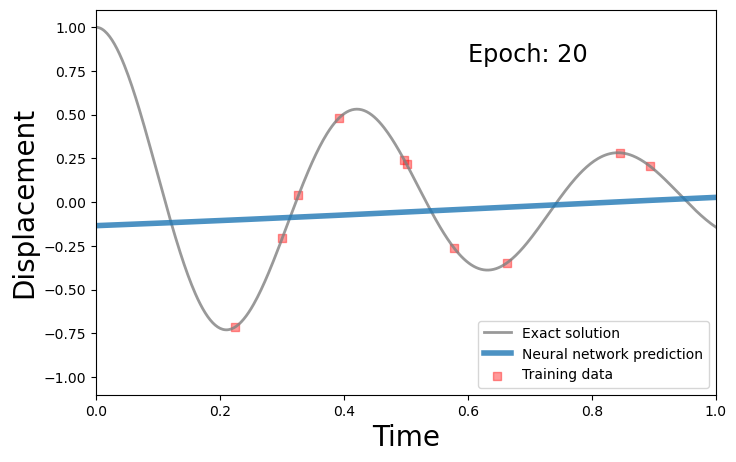 Epoch: 20
Displacement
1.00
0.75
0.50
0.25
0.00
−0.25
−0.50
−0.75
−1.00
Exact solution
Neural network prediction
Training data
0.0 0.2 0.4 0.6 0.8 1.0
Time